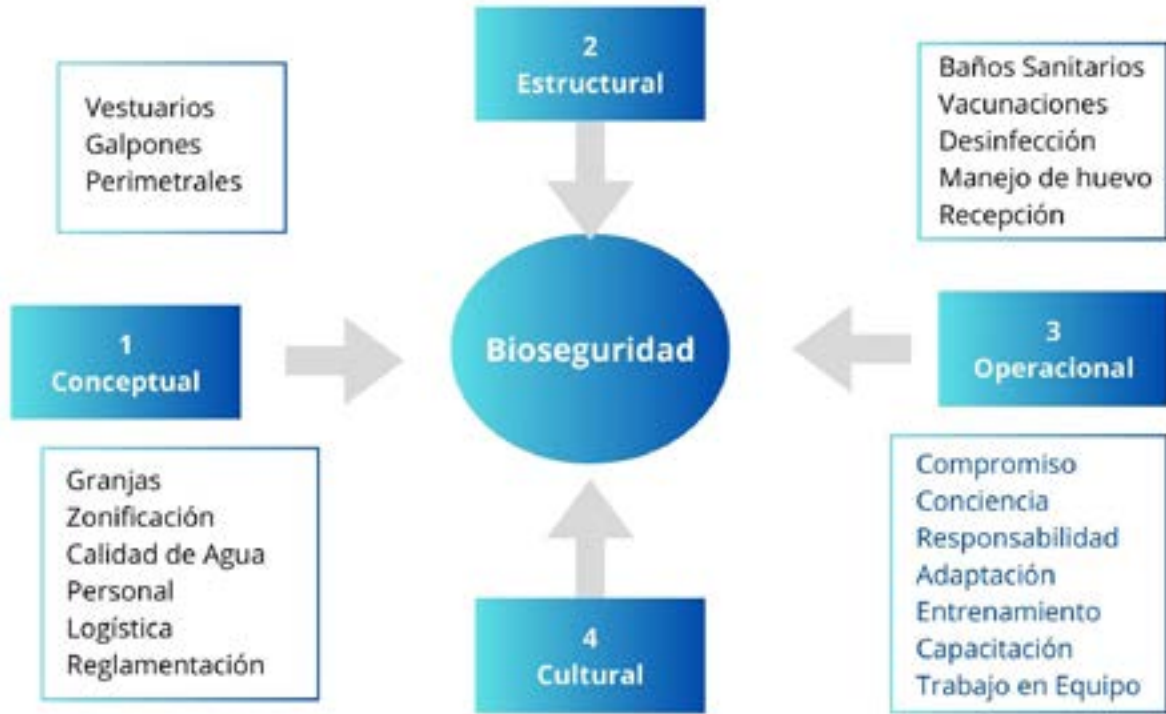 2
Estructural
Vestuarios
Galpones
Perimetrales
Baños Sanitarios
Vacunaciones
Desinfección
Manejo de huevo
Recepción
1
Conceptual
Bioseguridad
3
Operacional
Granjas
Zonificación
Calidad de Agua
Personal
Logística
Reglamentación
Compromiso
Conciencia
Responsabilidad
Adaptación
Entrenamiento
Capacitación
Trabajo en Equipo
4
Cultural